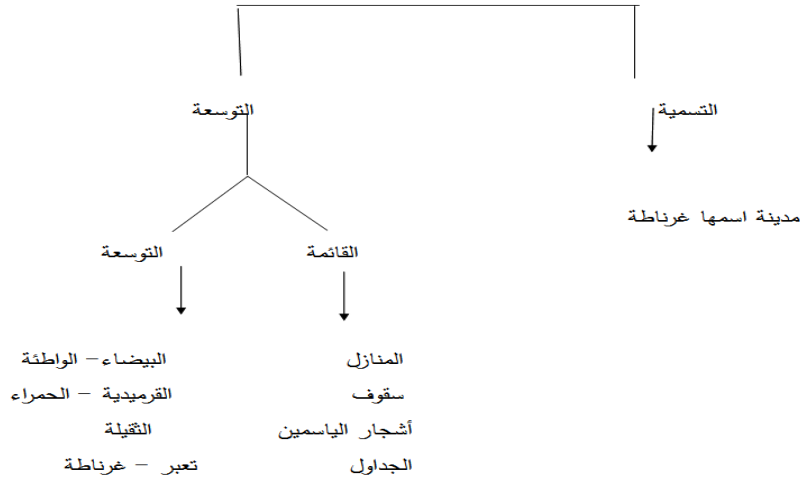 التسمية
التوسعة
مدينة اسمها غرناطة
القائمة
التوسعة
المنازل
البيضاء – الواطئة
سقوف
القرميدية – الحمراء
أشجار الياسمين
الثقيلة
الجداول
تعبر – غرناطة